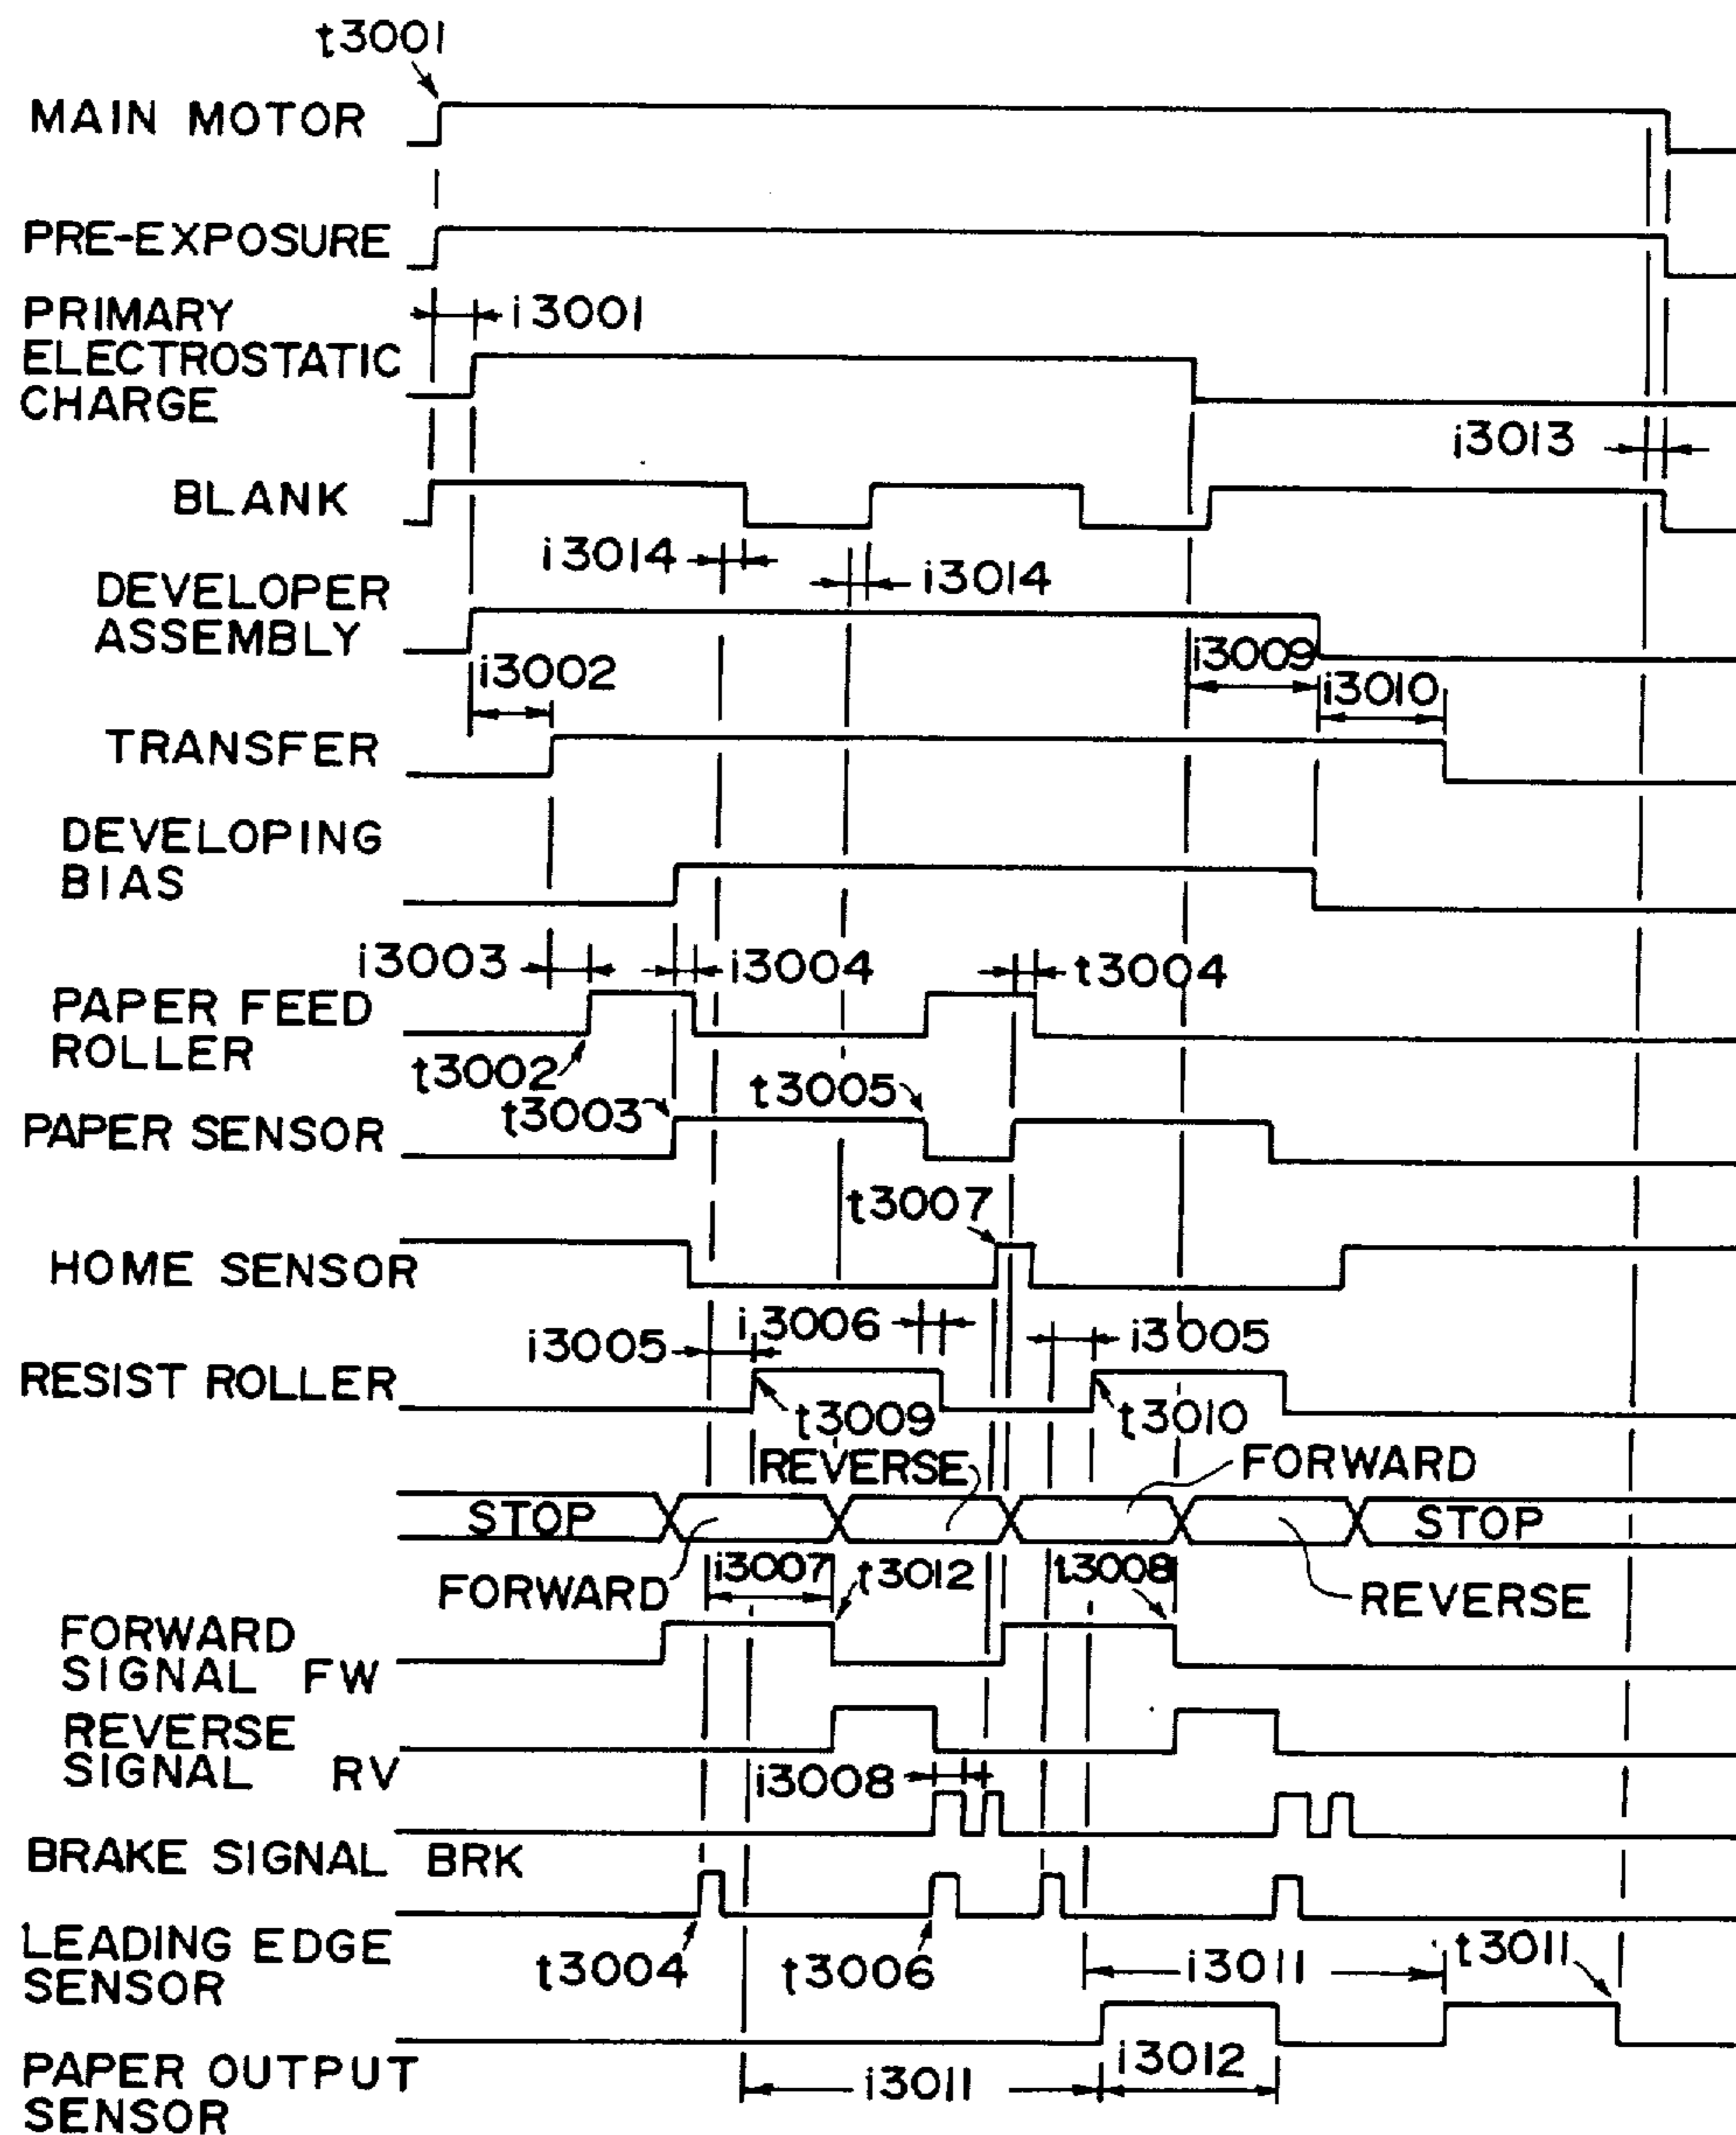 t3001
MAIN MOTOR
PRE-EXPOSURE
PRIMARY
ELECTROSTATIC
CHARGE
i3001
i3013
BLANK
i3014
i3014
DEVELOPER
ASSEMBLY
i3009
i3002
i3010
TRANSFER
DEVELOPING
BIAS
i3003
i3004
t3004
PAPER FEED
ROLLER
t3002
t3005
t3003
PAPER SENSOR
t3007
HOME SENSOR
i3006
i3005
i3005
RESIST ROLLER
t3009
t3010
REVERSE
FORWARD
STOP
STOP
i3007
t3012
t3008
FORWARD
REVERSE
FORWARD
SIGNAL FW
REVERSE
SIGNAL RV
i3008
BRAKE SIGNAL BRK
LEADING EDGE
SENSOR
t3004
t3006
i3011
t3011
i3012
i3011
PAPER OUTPUT
SENSOR